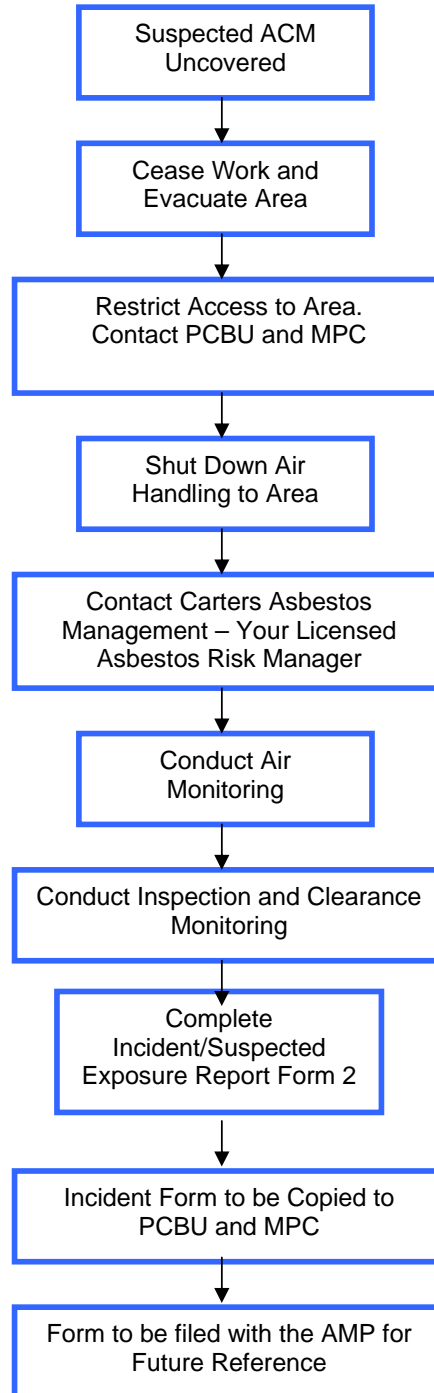 Suspected ACM
Uncovered
Cease Work and
Evacuate Area
Restrict Access to Area.
Contact PCBU and MPC
Shut Down Air
Handling to Area
Contact Carters Asbestos
Management – Your Licensed
Asbestos Risk Manager
Conduct Air
Monitoring
Conduct Inspection and Clearance
Monitoring
Complete
Incident/Suspected
Exposure Report Form 2
Incident Form to be Copied to
PCBU and MPC
Form to be filed with the AMP for
Future Reference